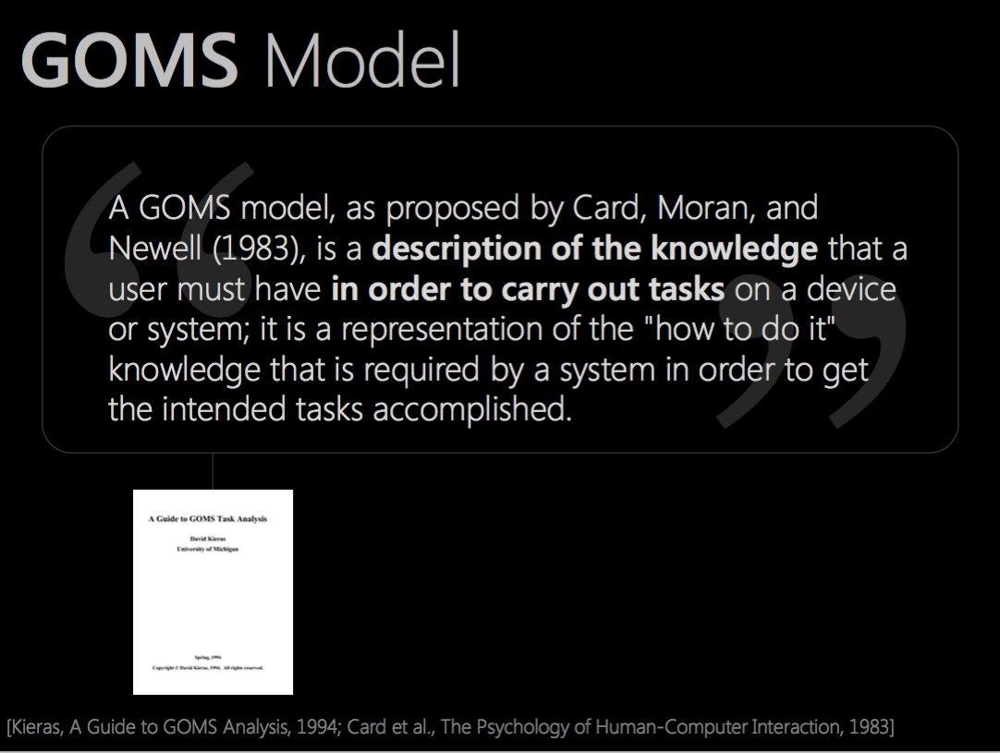 GOMS Model
A GOMS model, as proposed by Card, Moran, and
Newell (1983), is a description of the knowledge that a
user must have in order to carry out tasks on a device
or system; it is a representation of the "how to do it"
knowledge that is required by a system in order to get
the intended tasks accomplished.
A Guide to GOMS Task Analysis
David Kieras
University of Michigan
Spring, 1994
Copyright © David Kieras, 1994. All rights reserved.
[Kieras, A Guide to GOMS Analysis, 1994; Card et al., The Psychology of Human-Computer Interaction, 1983]